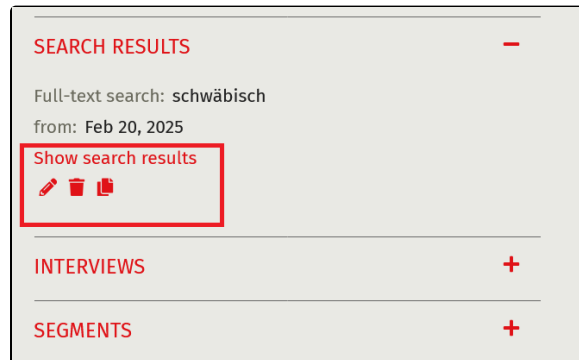 SEARCH RESULTS
Full-text search: schwäbisch
from: Feb 20, 2025
Show search results
INTERVIEWS
SEGMENTS